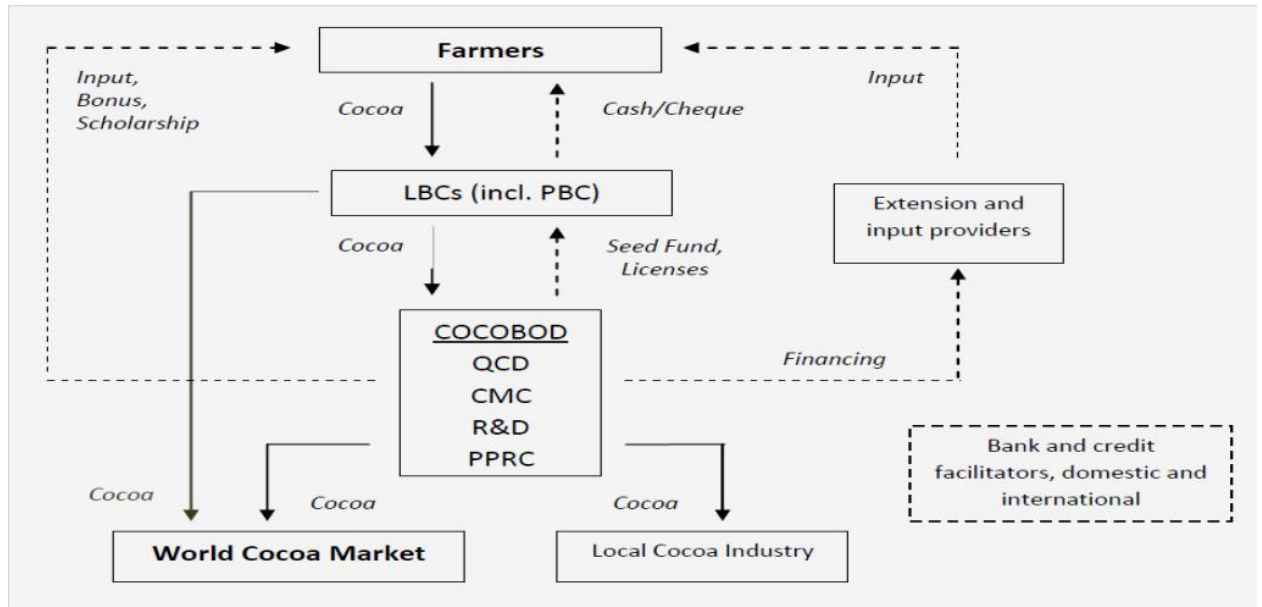 Farmers
Input,
Bonus,
Scholarship
Cocoa
Cash/Cheque
Input
LBCs (incl. PBC)
Extension and
input providers
Cocoa
Seed Fund,
Licenses
COCOBOD
QCD
CMC
R&D
PPRC
Financing
Bank and credit
facilitators, domestic and
international
Cocoa
Cocoa
Cocoa
World Cocoa Market
Local Cocoa Industry